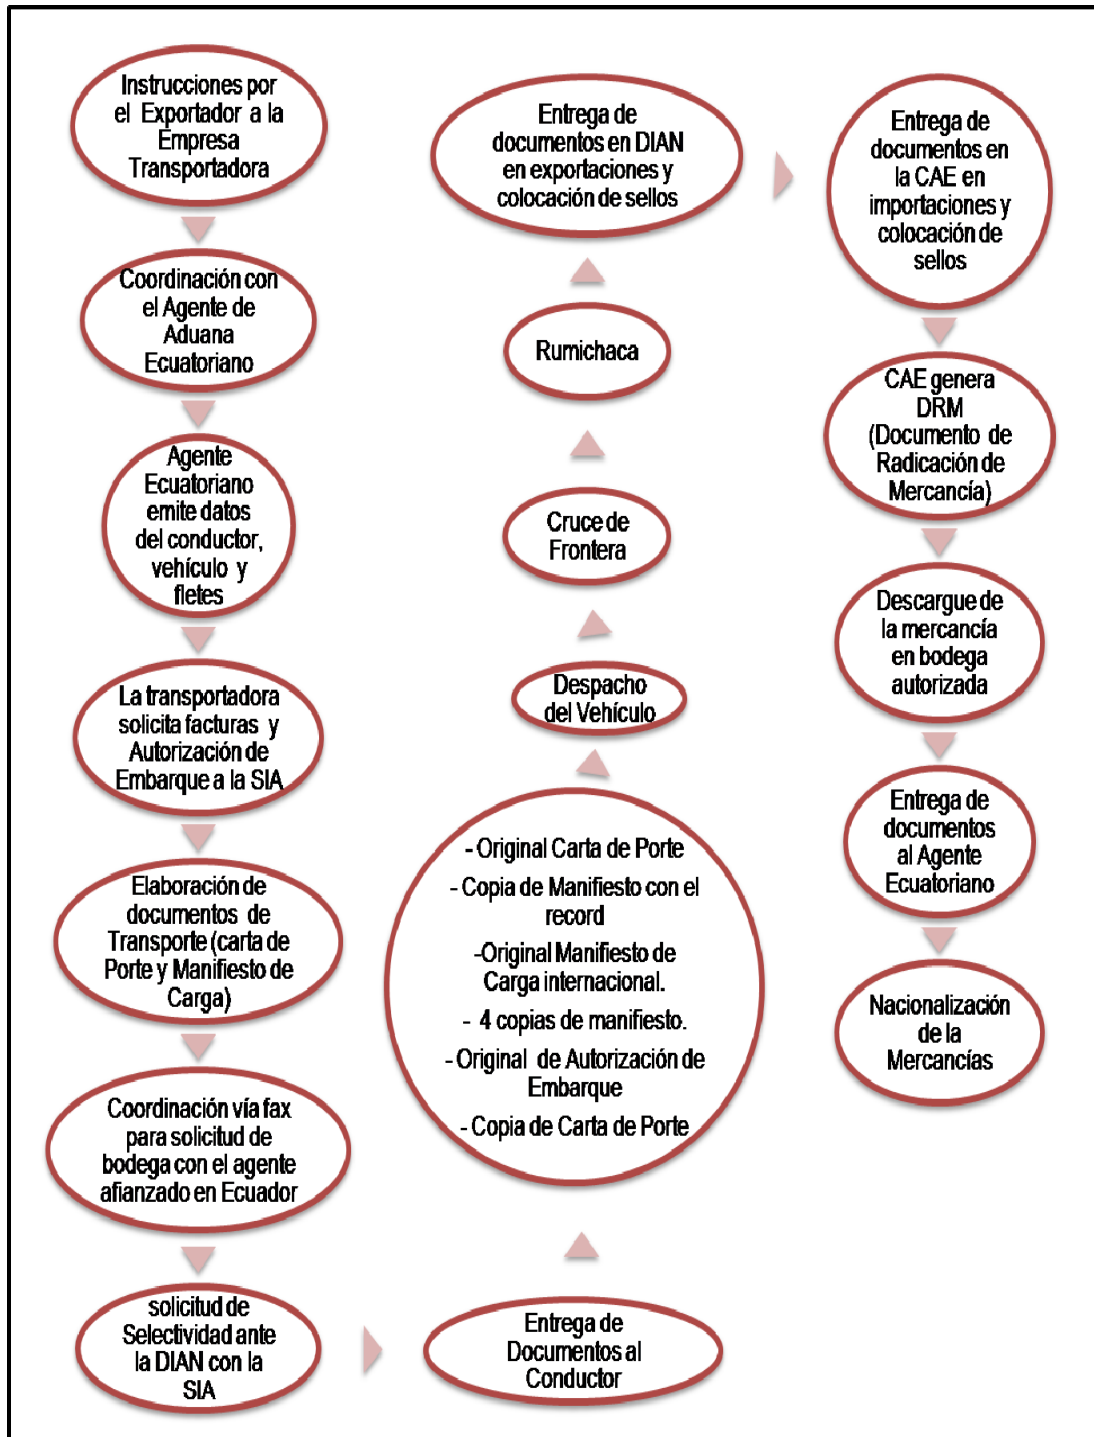 Instrucciones por
el Exportador a la
Empresa
Transportadora
Coordinación con
el Agente de
Aduana
Ecuatoriano
Agente
Ecuatoriano
emite datos
del conductor,
vehículo y
fletes
La transportadora
solicita facturas y
Autorización de
Embarque a la SIA
Elaboración de
documentos de
Transporte (carta de
Porte y Manifiesto de
Carga)
Coordinación vía fax
para solicitud de
bodega con el agente
afianzado en Ecuador
solicitud de
Selectividad ante
la DIAN con la
SIA
Entrega de
Documentos al
Conductor
- Original Carta de Porte
- Copia de Manifiesto con el
record
-Original Manifiesto de
Carga internacional.
- 4 copias de manifiesto.
- Original de Autorización de
Embarque
- Copia de Carta de Porte
Despacho
del Vehículo
Cruce de
Frontera
Rumichaca
Entrega de
documentos en DIAN
en exportaciones y
colocación de sellos
Entrega de
documentos en
la CAE en
importaciones y
colocación de
sellos
CAE genera
DRM
(Documento de
Radicación de
Mercancía)
Descargue de
la mercancía
en bodega
autorizada
Entrega de
documentos
al Agente
Ecuatoriano
Nacionalización
de la
Mercancías